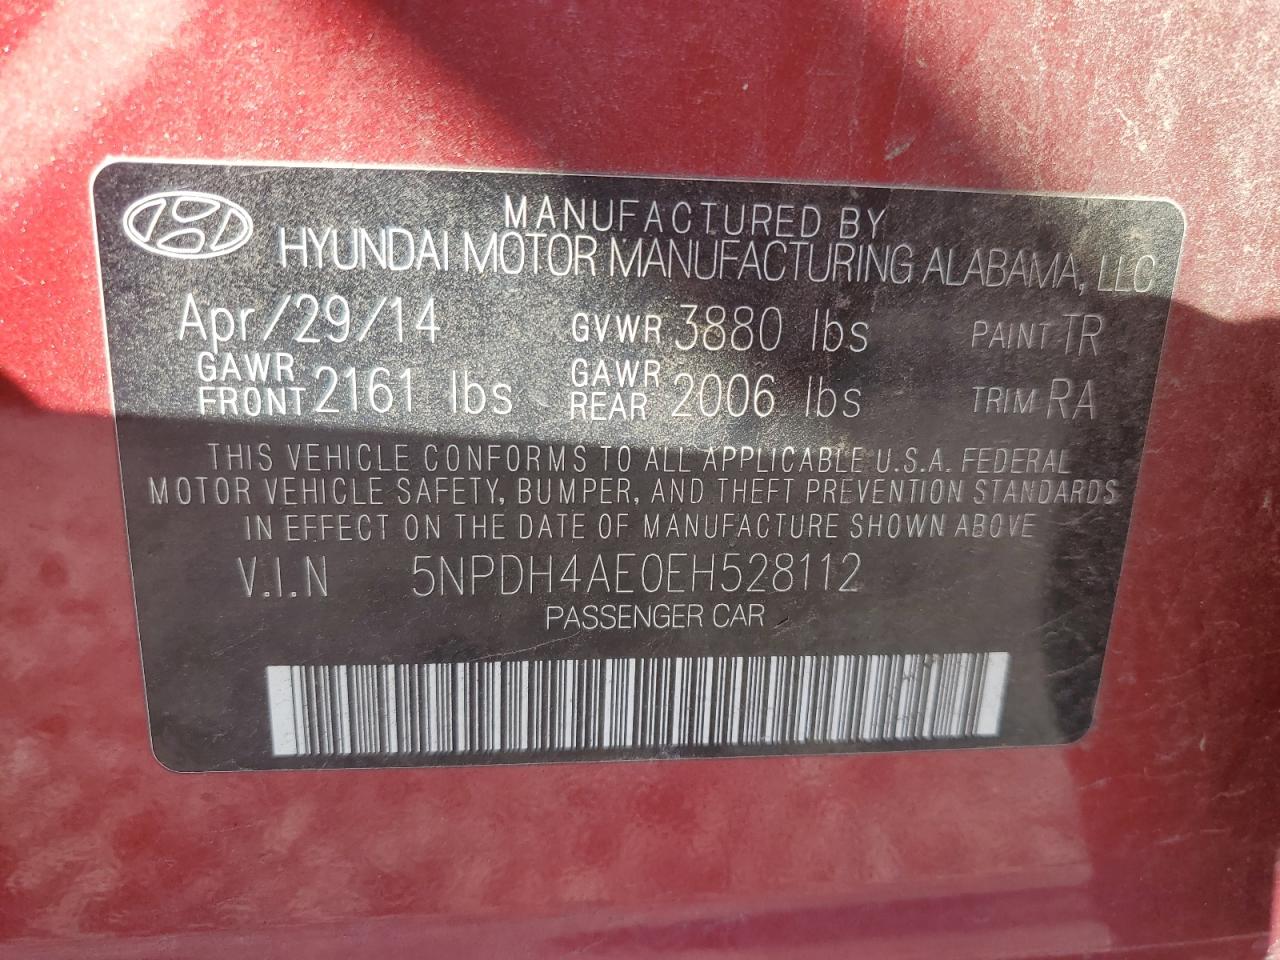 MANUFACTURED BY
HYUNDAI MOTOR MANUFACTURING ALABAMA, LLC
Apr/29/14 GVWR 3880 lbs PAINT TR
GAWR FRONT 2161 lbs GAWR REAR 2006 lbs TRIM RA
THIS VEHICLE CONFORMS TO ALL APPLICABLE U.S.A. FEDERAL
MOTOR VEHICLE SAFETY, BUMPER, AND THEFT PREVENTION STANDARDS
IN EFFECT ON THE DATE OF MANUFACTURE SHOWN ABOVE
V.I.N 5NPDH4AE0EH528112
PASSENGER CAR